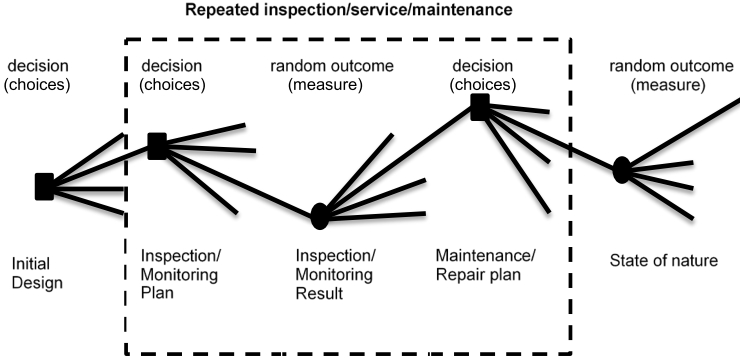 Repeated inspection/service/maintenance
decision
(choices)
decision
(choices)
random outcome
(measure)
decision
(choices)
random outcome
(measure)
Initial
Design
Inspection/
Monitoring
Plan
Inspection/
Monitoring
Result
Maintenance/
Repair plan
State of nature